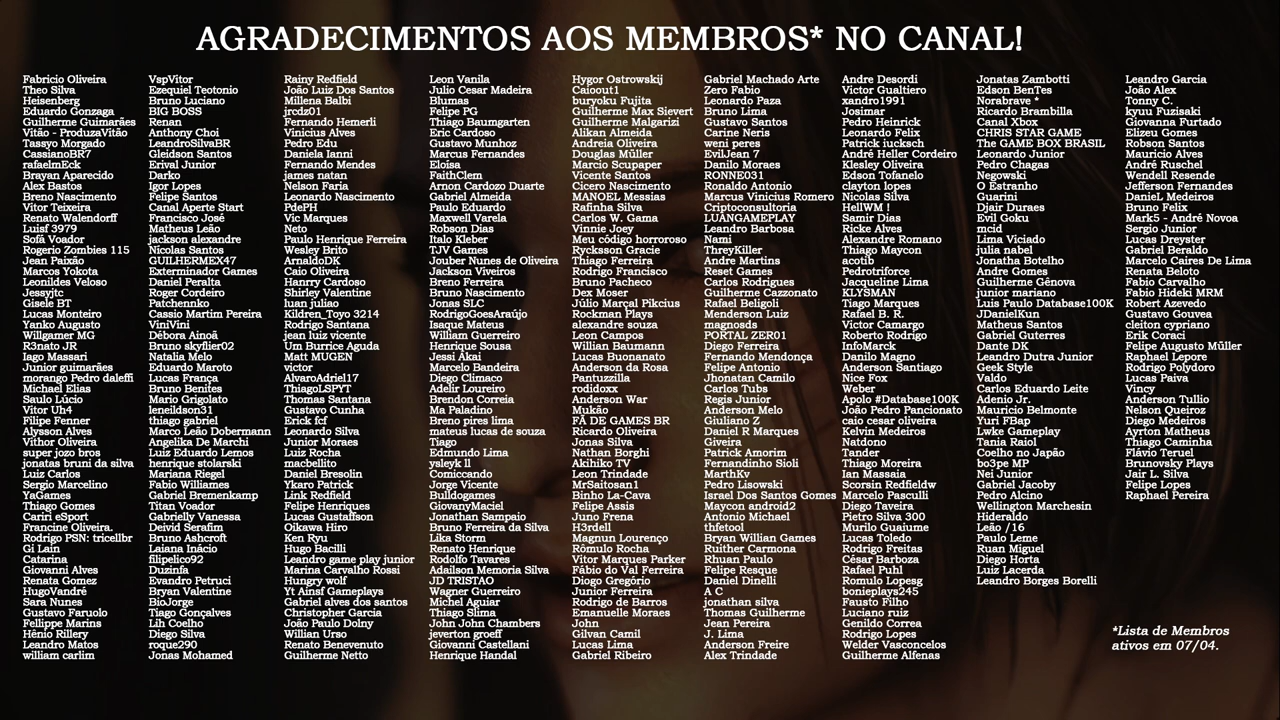 AGRADECIMENTOS AOS MEMBROS* NO CANAL!
Fabricio Oliveira
Theo Silva
Heisenberg
Eduardo Gonzaga
Guilherme Guimarães
Vitão - ProduzaVitão
Tassyo Morgado
CassianoBR7
rafaelmEck
Brayan Aparecido
Alex Bastos
Breno Nascimento
Vitor Teixeira
Renato Walendorff
Luisf 3979
Sofá Voador
Rogerio Zombies 115
Jean Paixão
Marcos Yokota
Leonildes Veloso
Jessyjtc
Gisele BT
Lucas Monteiro
Yanko Augusto
Willgamer MG
R3nato JR
Iago Massari
Junior guimarães
morango Pedro daleffi
Michael Elias
Saulo Lúcio
Vitor Uh4
Filipe Fenner
Alysson Alves
Vithor Oliveira
super jozo bros
jonatas bruni da silva
Luiz Carlos
Sergio Marcelino
YaGames
Thiago Gomes
Cariri eSport
Francine Oliveira.
Rodrigo PSN: tricellbr
Gi Lain
Catarina
Giovanni Alves
Renata Gomez
HugoVandré
Sara Nunes
Gustavo Faruolo
Fellippe Marins
Hênio Rillery
Leandro Matos
william carlim
VspVitor
Ezequiel Teotonio
Bruno Luciano
BIG BOSS
Renan
Anthony Choi
LeandroSilvaBR
Gleidson Santos
Erival Junior
Darko
Igor Lopes
Felipe Santos
Canal Aperte Start
Francisco José
Matheus Leão
jackson alexandre
Nícolas Santos
GUILHERMEX47
Exterminador Games
Daniel Peralta
Roger Cordeiro
Patchenko
Cassio Martim Pereira
ViniVini
Débora Ainoã
Bruno skyfier02
Natalia Melo
Eduardo Maroto
Lucas França
Bruno Benites
Mario Grigolato
leneildson31
thiago gabriel
Marco Leão Dobermann
Angelika De Marchi
Luiz Eduardo Lemos
henrique stolarski
Mariana Riegel
Fabio Williames
Gabriel Bremenkamp
Titan Voador
Gabrielly Vanessa
Deivid Serafim
Bruno Ashcroft
Laiana Inácio
filipelico92
Duzinfa
Evandro Petruci
Bryan Valentine
BioJorge
Tiago Gonçalves
Lih Coelho
Diego Silva
roque290
Jonas Mohamed
Rainy Redfield
João Luiz Dos Santos
Millena Balbi
jrodz01
Fernando Hemerli
Vinicius Alves
Pedro Edu
Daniela Ianni
Fernando Mendes
james natan
Nelson Faria
Leonardo Nascimento
PdePH
Vic Marques
Neto
Paulo Henrique Ferreira
Wesley Brito
ArnaldoDK
Caio Oliveira
Hanrry Cardoso
Shirley Valentine
luan juliao
Kildren_Toyo 3214
Rodrigo Santana
jean luiz vicente
Um Burrice Aguda
Matt MUGEN
victor
AlvaroAdriel17
ThiagoLSPYT
Thomas Santana
Gustavo Cunha
Erick fcf
Leonardo Silva
Junior Moraes
Luiz Rocha
macbellito
Daniel Bresolin
Ykaro Patrick
Link Redfield
Felipe Henriques
Lucas Gustaffson
Oikawa Hiro
Ken Ryu
Hugo Bacilli
Leandro game play junior
Marina Carvalho Rossi
Hungry wolf
Yt Ainsf Gameplays
Gabriel alves dos santos
Christopher Garcia
João Paulo Dolny
Willian Urso
Renato Benevenuto
Guilherme Netto
Leon Vanila
Julio Cesar Madeira
Blumas
Felipe PG
Thiago Baumgarten
Eric Cardoso
Gustavo Munhoz
Marcus Fernandes
Eloísa
FaithClem
Arnon Cardozo Duarte
Gabriel Almeida
Paulo Eduardo
Maxwell Varela
Robson Dias
Italo Kleber
TJV Games
Jouber Nunes de Oliveira
Jackson Viveiros
Breno Ferreira
Bruno Nascimento
Jonas SLC
RodrigoGoesAraújo
Isaque Mateus
William Guerreiro
Henrique Sousa
Jessi Akai
Marcelo Bandeira
Diego Climaco
Adelir Loureiro
Brendon Correia
Ma Paladino
Breno pires lima
mateus lucas de souza
Tiago
Edmundo Lima
ysleyk ll
Comiccando
Jorge Vicente
Bulldogames
GiovanyMaciel
Jonathan Sampaio
Bruno Ferreira da Silva
Lika Storm
Renato Henrique
Rodolfo Tavares
Adailson Memoria Silva
JD TRISTAO
Wagner Guerreiro
Michel Aguiar
Thiago Slima
John John Chambers
jeverton groeff
Giovanni Castellani
Henrique Handal
Hygor Ostrowskij
Caioout1
buryoku Fujita
Guilherme Max Sievert
Guilherme Malgarizi
Alikan Almeida
Andreia Oliveira
Douglas Müller
Marcio Scupaper
Vicente Santos
Cicero Nascimento
MANOEL Messias
Rafinha Silva
Carlos W. Gama
Vinnie Joey
Meu código horroroso
Rycksson Gracie
Thiago Ferreira
Rodrigo Francisco
Bruno Pacheco
Dex Moser
Júlio Marçal Pikcius
Rockman Plays
alexandre souza
Leon Campos
Willian Baumann
Lucas Buonanato
Anderson da Rosa
Pantuzzilla
rodidoxx
Anderson War
Mukão
FÃ DE GAMES BR
Ricardo Oliveira
Jonas Silva
Nathan Borghi
Akihiko TV
Leon Trindade
MrSaitosan1
Binho La-Cava
Felipe Assis
Juno Frena
H3rdell
Magnun Lourenço
Rômulo Rocha
Vitor Marques Parker
Fábio do Val Ferreira
Diogo Gregório
Junior Ferreira
Rodrigo de Barros
Emanuelle Moraes
John
Gilvan Camil
Lucas Lima
Gabriel Ribeiro
Gabriel Machado Arte
Zero Fabio
Leonardo Paza
Bruno Lima
Gustavo Santos
Carine Neris
weni peres
EvilJean 7
Danilo Moraes
RONNE031
Ronaldo Antonio
Marcus Vinicius Romero
Criptoconsultoria
LUANGAMEPLAY
Leandro Barbosa
Nami
ThreyKiller
Andre Martins
Reset Games
Carlos Rodrigues
Guilherme Cazzonato
Rafael Beligoli
Menderson Luiz
magnosds
PORTAL ZER01
Diego Ferreira
Fernando Mendonça
Felipe Antonio
Jhonatan Camilo
Carlos Tubs
Regis Junior
Anderson Melo
Giuliano Z
Daniel R Marques
Giveira
Patrick Amorim
Fernandinho Sioli
MarthKv
Pedro Lisowski
Israel Dos Santos Gomes
Maycon android2
Antonio Michael
thfetool
Bryan Willian Games
Ruither Carmona
Rhuan Paulo
Felipe Resque
Daniel Dinelli
A C
jonathan silva
Thomas Guilherme
Jean Pereira
J. Lima
Anderson Freire
Alex Trindade
Andre Desordi
Victor Gualtiero
xandro1991
Josimar
Pedro Heinrick
Leonardo Felix
Patrick iucksch
André Heller Cordeiro
Klesley Oliveira
Edson Tofanelo
clayton lopes
Nicolas Silva
HellWM !
Samir Dias
Ricke Alves
Alexandre Romano
Thiago Maycon
acotib
Pedrotriforce
Jacqueline Lima
KLYSMAN
Tiago Marques
Rafael B. R.
Victor Camargo
Roberto Rodrigo
InfoMarck
Danilo Magno
Anderson Santiago
Nice Fox
Veber
Apolo #Database100K
João Pedro Pancionato
caio cesar oliveira
Kelvin Medeiros
Natdono
Tander
Thiago Moreira
Ian Massaia
Scorsin Redfieldw
Marcelo Pasculli
Diego Taveira
Pietro Silva 300
Murilo Guaiume
Lucas Toledo
Rodrigo Freitas
César Barboza
Rafael Puhl
Romulo Lopesg
bonieplays245
Fausto Filho
Luciano ruiz
Genildo Correa
Rodrigo Lopes
Welder Vasconcelos
Guilherme Alfenas
Jonatas Zambotti
Edson BenTes
Norabrave *
Ricardo Brambilla
Canal Xbox
CHRIS STAR GAME
The GAME BOX BRASIL
Leonardo Junior
Pedro Chagas
Negowski
O Estranho
Guarini
Djair Duraes
Evil Goku
mcid
Lima Viciado
julia nabel
Jonatha Botelho
Andre Gomes
Guilherme Gênova
junior mariano
Luis Paulo Database100K
JDanielKun
Matheus Santos
Gabriel Guterres
Dante DK
Leandro Dutra Junior
Geek Style
Valdo
Carlos Eduardo Leite
Adenio Jr.
Mauricio Belmonte
Yuri FBap
Lwke Gameplay
Tania Raiol
Coelho no Japão
bo3pe MP
Nei Junior
Gabriel Jacoby
Pedro Alcino
Wellington Marchesin
Hideraldo
Leão /16
Paulo Leme
Ruan Miguel
Diego Horta
Luiz Lacerda
Leandro Borges Borelli
Leandro Garcia
João Alex
Tonny C.
kyuu Fuzisaki
Giovanna Furtado
Elizeu Gomes
Robson Santos
Mauricio Alves
André Ruschel
Wendell Resende
Jefferson Fernandes
DanieL Medeiros
Bruno Felix
Mark5 - André Novoa
Sergio Junior
Lucas Dreyster
Gabriel Beraldo
Marcelo Caires De Lima
Renata Beloto
Fabio Carvalho
Fabio Hideki MRM
Robert Azevedo
Gustavo Gouvea
cleiton cypriano
Erik Coraci
Felipe Augusto Müller
Raphael Lepore
Rodrigo Polydoro
Lucas Paiva
Vincy
Anderson Tullio
Nelson Queiroz
Diego Medeiros
Ayrton Matheus
Thiago Caminha
Flávio Teruel
Brunovsky Plays
Jair L. Silva
Felipe Lopes
Raphael Pereira
*Lista de Membros
ativos em 07/04.